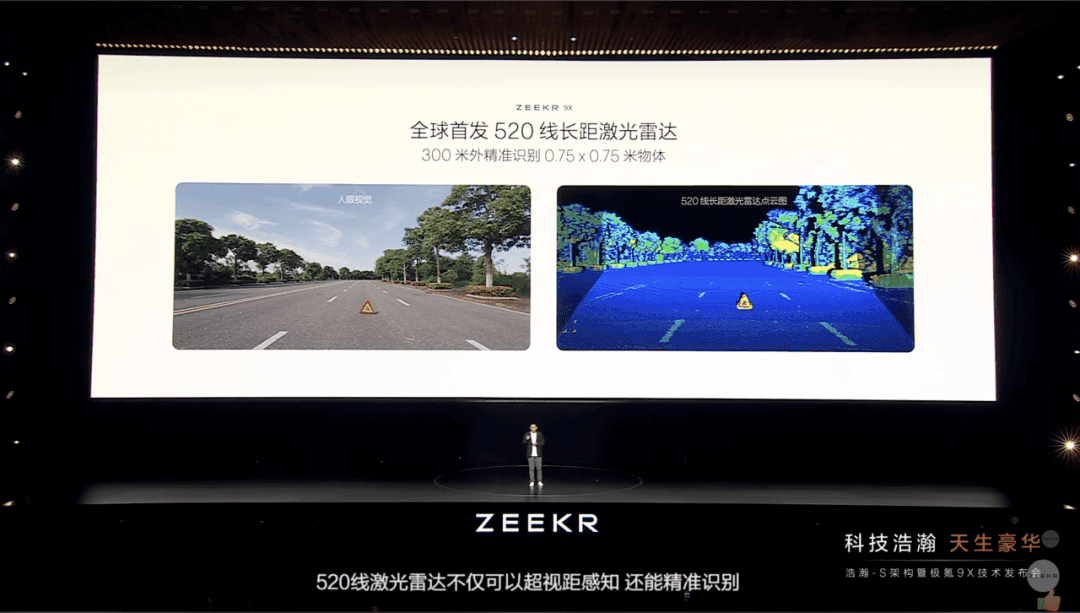 ZEEKR 9X
全球首发 520 线长距激光雷达
300 米外精准识别 0.75 x 0.75 米物体
人眼视觉
520 线长距激光雷达点云图
ZEEKR
科技浩瀚 天生豪华
浩瀚-S架构暨极氪9X技术发布会
520线激光雷达不仅可以超视距感知 还能精准识别